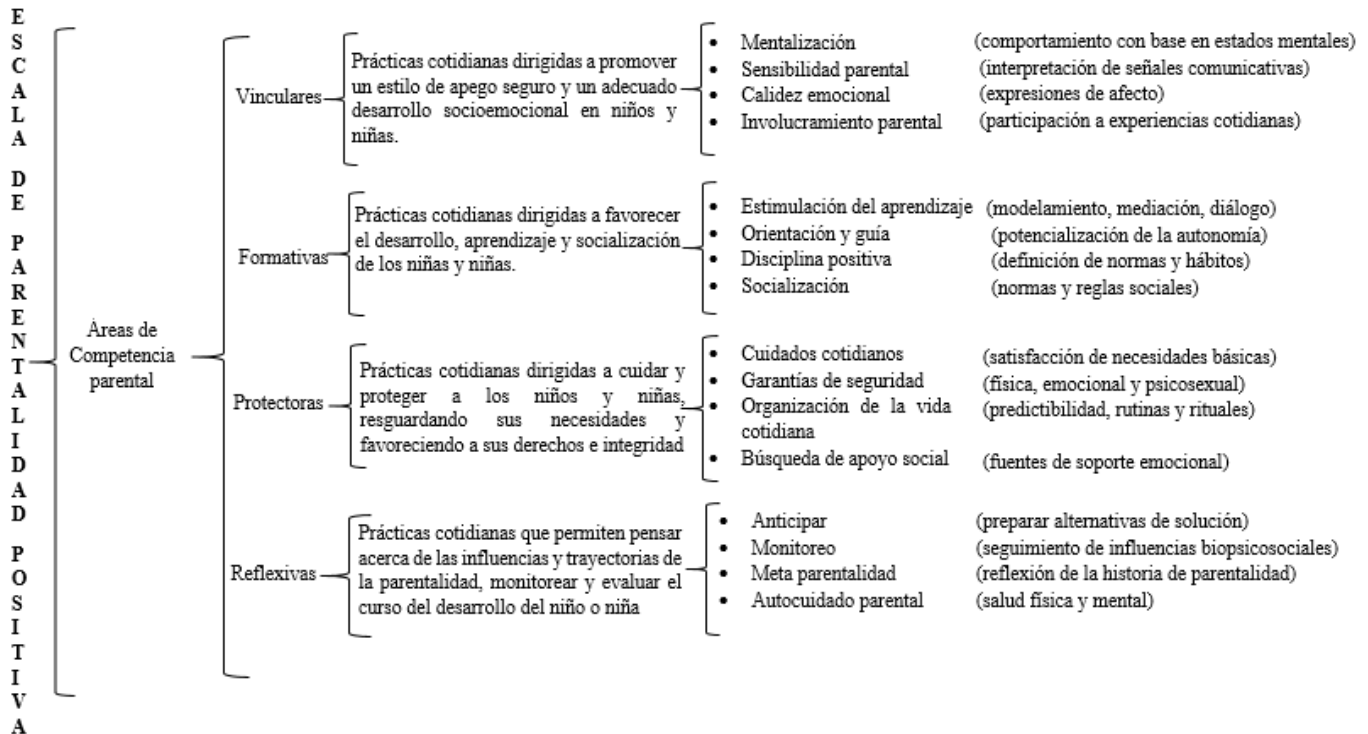 ESCALA DE PARENTALIDAD POSITIVA
Áreas de
Competencia
parental
Vinculares
Prácticas cotidianas dirigidas a promover
un estilo de apego seguro y un adecuado
desarrollo socioemocional en niños y
niñas.
• Mentalización (comportamiento con base en estados mentales)
• Sensibilidad parental (interpretación de señales comunicativas)
• Calidez emocional (expresiones de afecto)
• Involucramiento parental (participación a experiencias cotidianas)
Formativas
Prácticas cotidianas dirigidas a favorecer
el desarrollo, aprendizaje y socialización
de los niñas y niñas.
• Estimulación del aprendizaje (modelamiento, mediación, diálogo)
• Orientación y guía (potencialización de la autonomía)
• Disciplina positiva (definición de normas y hábitos)
• Socialización (normas y reglas sociales)
Protectoras
Prácticas cotidianas dirigidas a cuidar y
proteger a los niños y niñas,
resguardando sus necesidades y
favoreciendo a sus derechos e integridad
• Cuidados cotidianos (satisfacción de necesidades básicas)
• Garantías de seguridad (física, emocional y psicosexual)
• Organización de la vida (predictibilidad, rutinas y rituales)
cotidiana
• Búsqueda de apoyo social (fuentes de soporte emocional)
Reflexivas
Prácticas cotidianas que permiten pensar
acerca de las influencias y trayectorias de
la parentalidad, monitorear y evaluar el
curso del desarrollo del niño o niña
• Anticipar (preparar alternativas de solución)
• Monitoreo (seguimiento de influencias biopsicosociales)
• Meta parentalidad (reflexión de la historia de parentalidad)
• Autocuidado parental (salud física y mental)